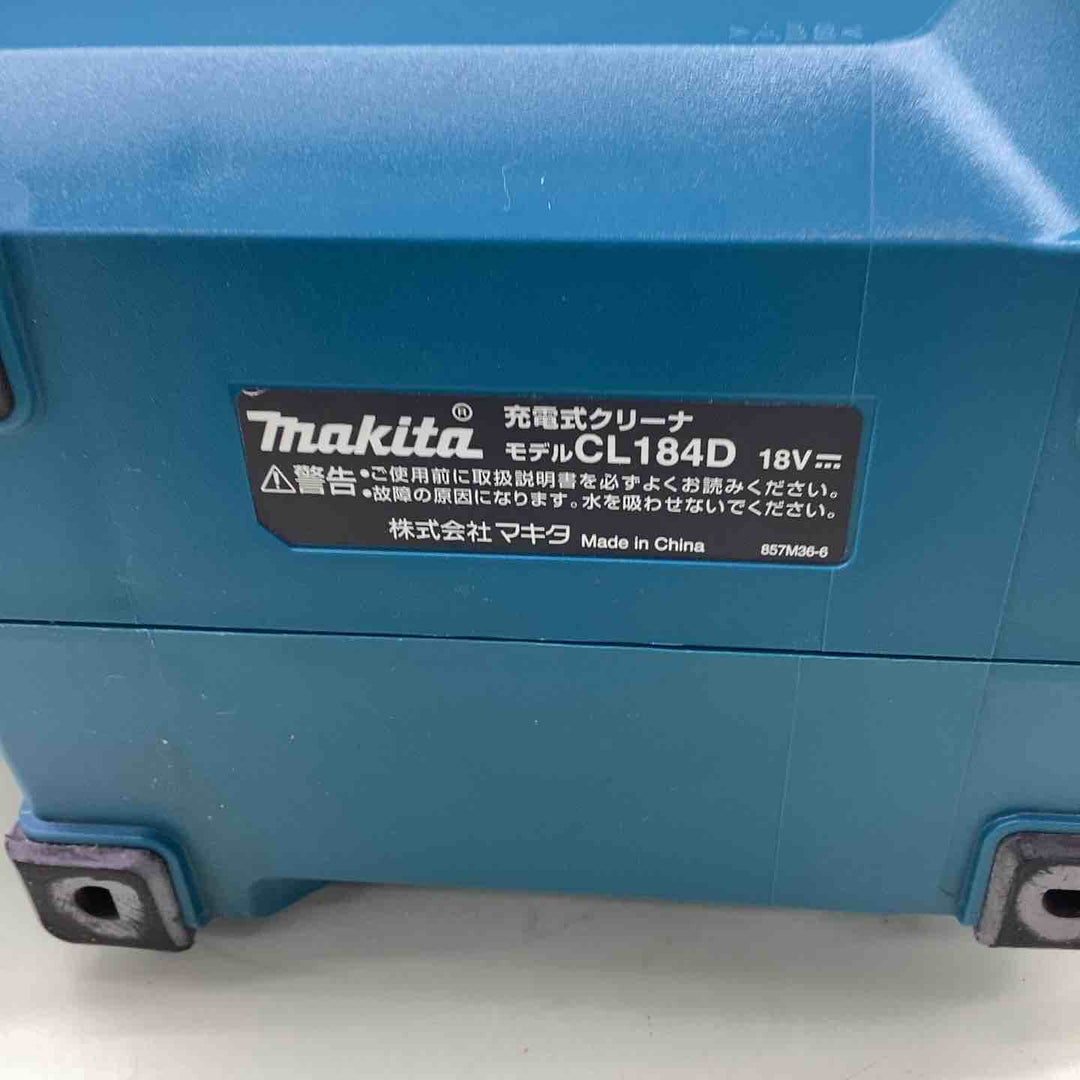 makita®
充電式クリーナ
モデルCL184D 18V
警告
•ご使用前に取扱説明書を必ずよくお読みください。
•故障の原因になります。水を吸わせないでください。
株式会社マキタ Made in China 857M36-6